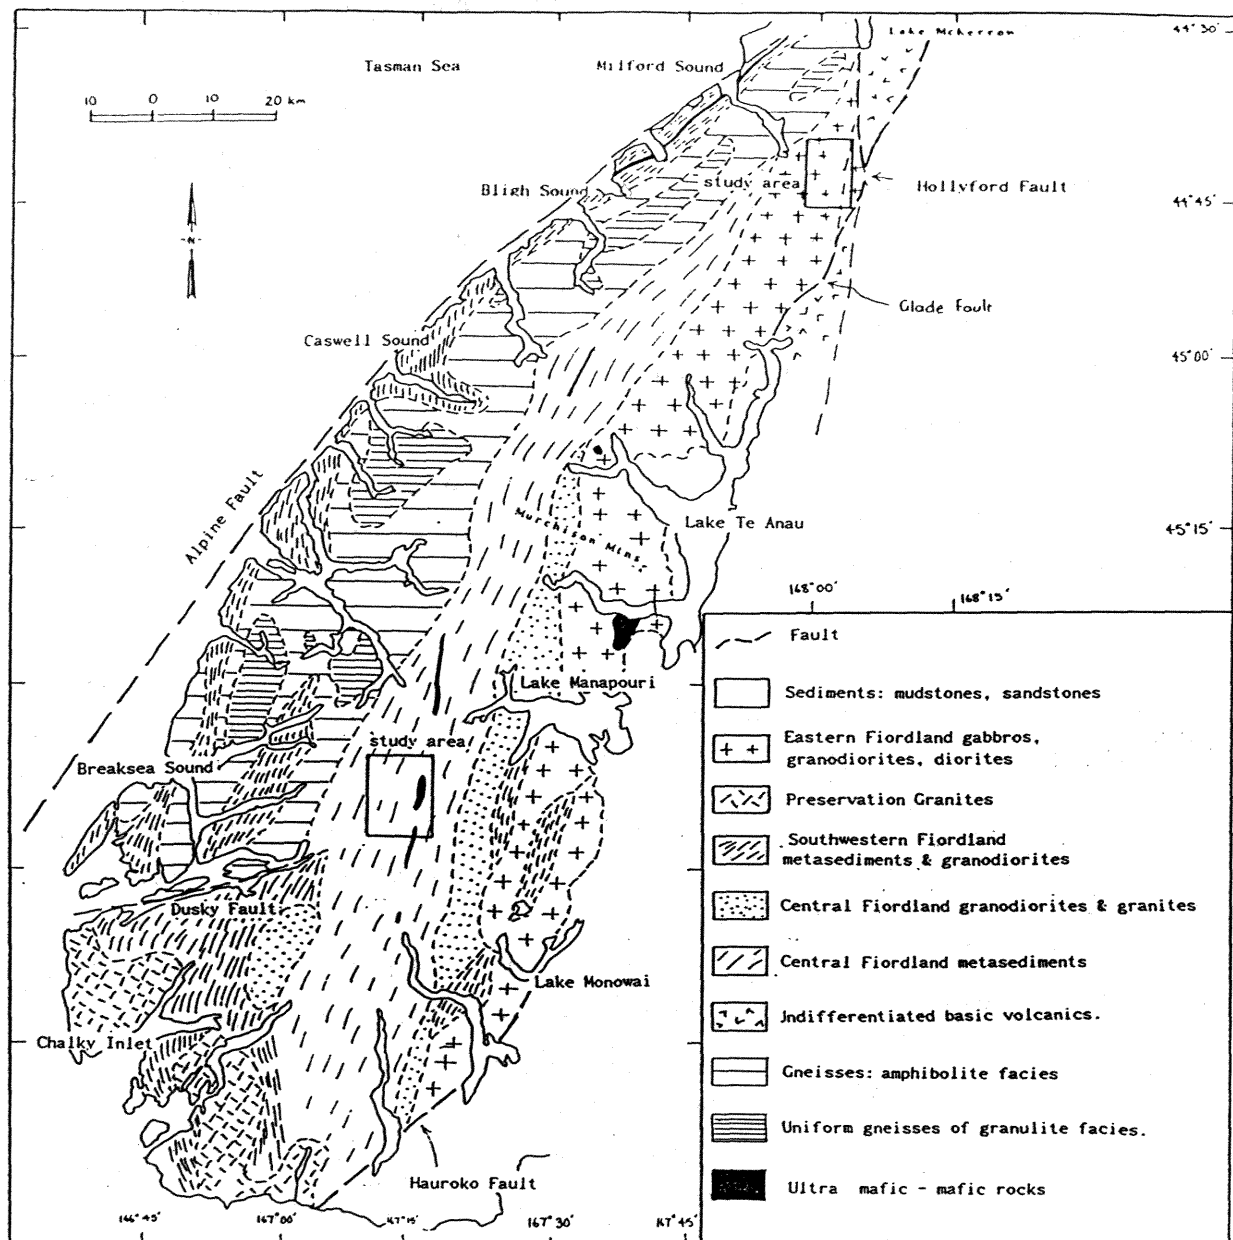 Lake McKerrow
44° 30'
Tasman Sea
Milford Sound
10 0 10 20 km
study area
Hollyford Fault
Bligh Sound
44° 45'
N
Glade Fault
Caswell Sound
45° 00'
Alpine Fault
Murchison Mtns.
Lake Te Anau
45° 15'
168° 00'
168° 15'
Fault
Lake Manapouri
Sediments: mudstones, sandstones
study area
Eastern Fiordland gabbros,
granodiorites, diorite
Breaksea Sound
Preservation Granites
Southwestern Fiordland
metasediments & granodiorites
Dusky Fault
Central Fiordland granodiorites & granites
Central Fiordland metasediments
Lake Monowai
Undifferentiated basic volcanics.
Chalky Inlet
Gneisses: amphibolite facies
Uniform gneisses of granulite facies.
Hauroko Fault
Ultra mafic - mafic rocks
166° 45'
167° 00'
167° 15'
167° 30'
167° 45'